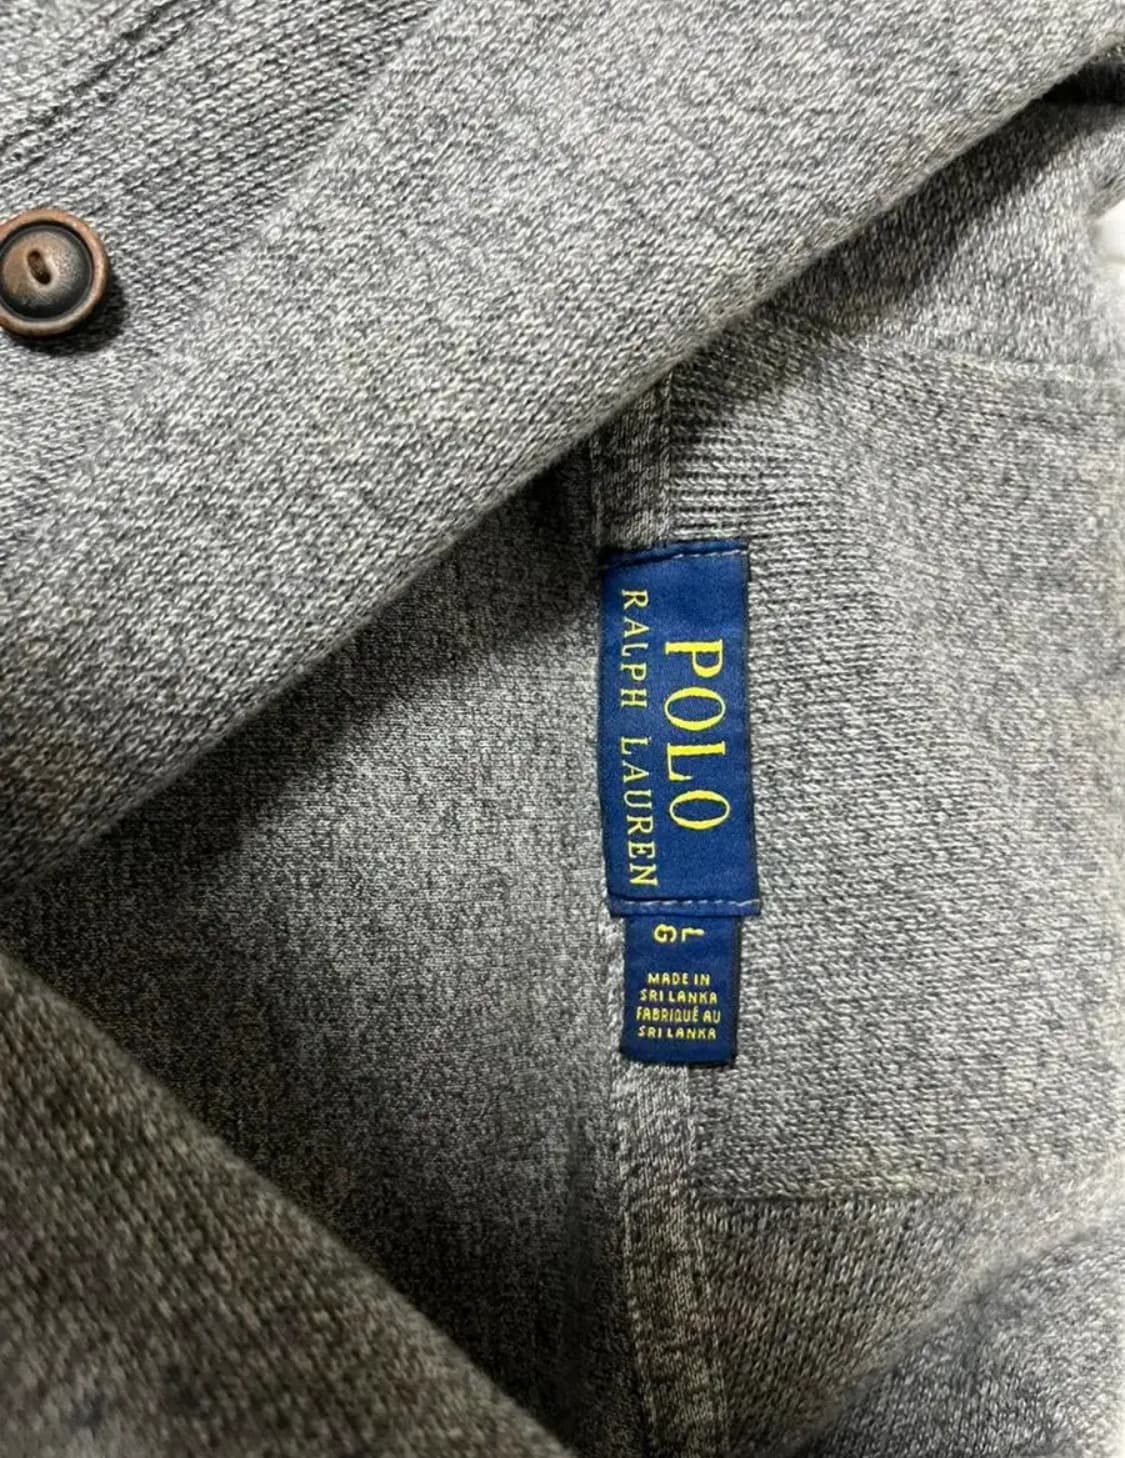 POLO
RALPH LAUREN
L
G
MADE IN
SRI LANKA
FABRIQUÉ AU
SRI LANKA